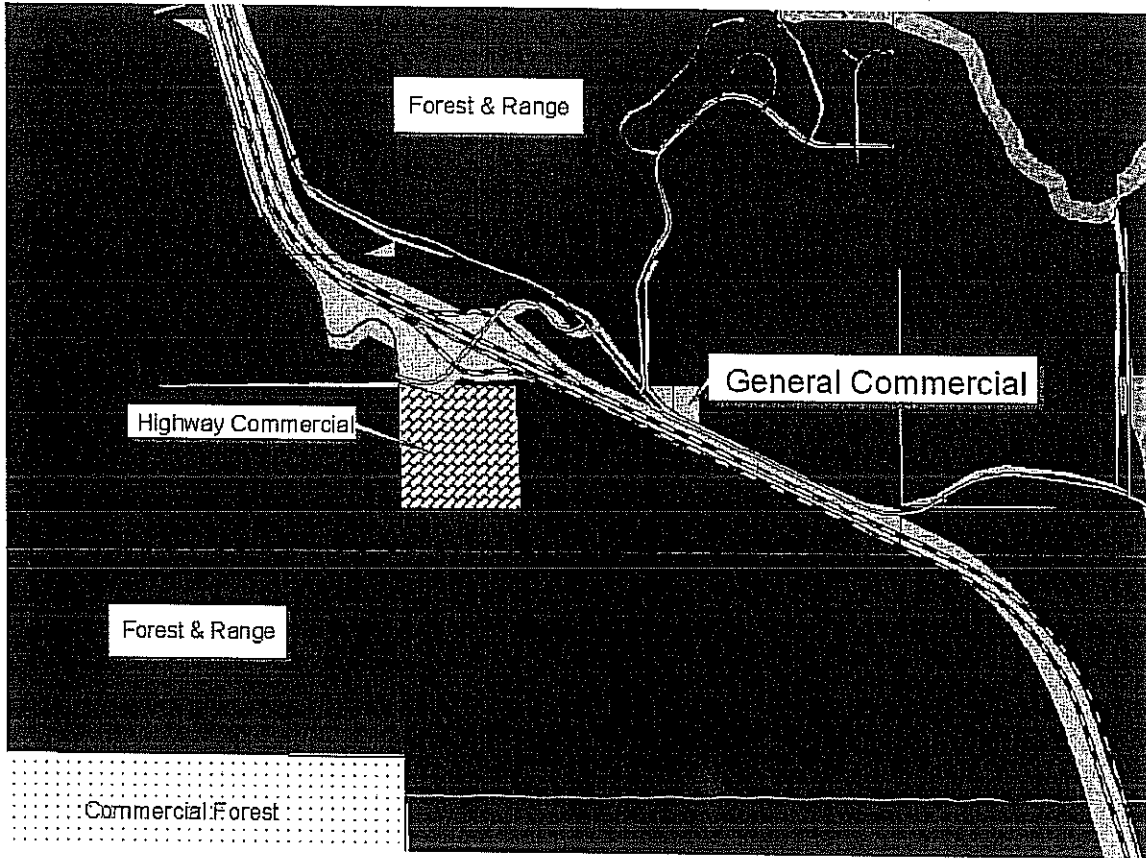 Forest & Range
General Commercial
Highway Commercial
Forest & Range
Commercial Forest